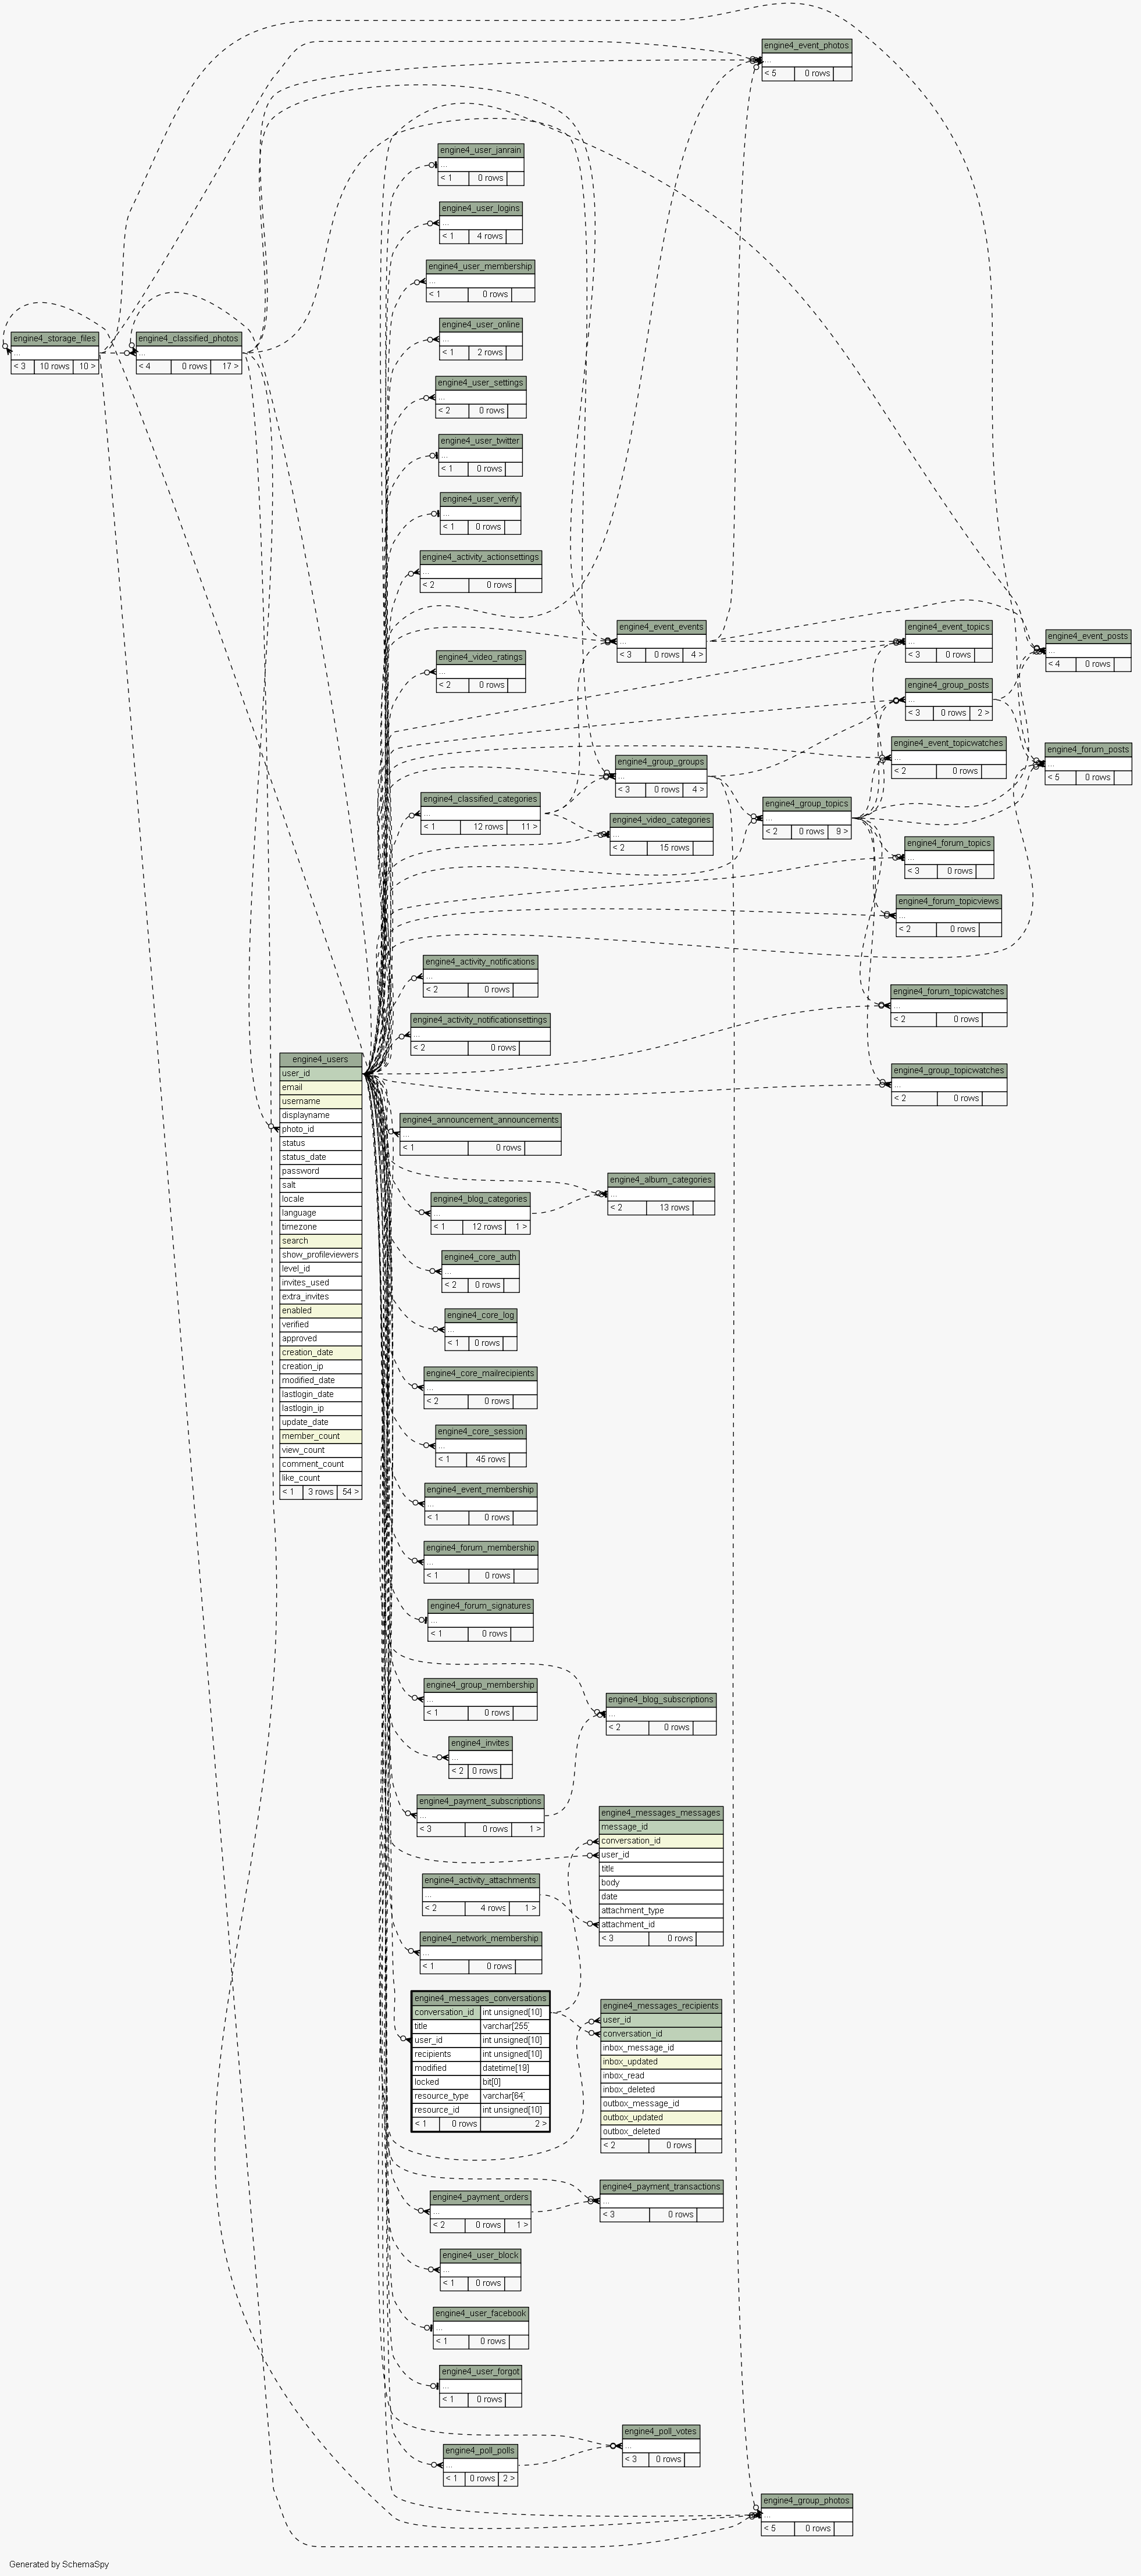 engine4_event_photos
...
< 5 0 rows
engine4_user_janrain
...
< 1 0 rows
engine4_user_logins
...
< 1 4 rows
engine4_user_membership
...
< 1 0 rows
engine4_user_online
...
< 1 2 rows
engine4_storage_files
...
< 3 10 rows 10 >
engine4_classified_photos
...
< 4 0 rows 17 >
engine4_user_settings
...
< 2 0 rows
engine4_user_twitter
...
< 1 0 rows
engine4_user_verify
...
< 1 0 rows
engine4_activity_actionsettings
...
< 2 0 rows
engine4_event_events
...
< 3 0 rows 4 >
engine4_event_topics
...
< 3 0 rows
engine4_event_posts
...
< 4 0 rows
engine4_video_ratings
...
< 2 0 rows
engine4_group_posts
...
< 3 0 rows 2 >
engine4_event_topicwatches
...
< 2 0 rows
engine4_forum_posts
...
< 5 0 rows
engine4_group_groups
...
< 3 0 rows 4 >
engine4_classified_categories
...
< 1 12 rows 11 >
engine4_group_topics
...
< 2 0 rows 9 >
engine4_video_categories
...
< 2 15 rows
engine4_forum_topics
...
< 3 0 rows
engine4_forum_topicviews
...
< 2 0 rows
engine4_activity_notifications
...
< 2 0 rows
engine4_forum_topicwatches
...
< 2 0 rows
engine4_activity_notificationsettings
...
< 2 0 rows
engine4_group_topicwatches
...
< 2 0 rows
engine4_users
user_id
email
username
displayname
photo_id
status
status_date
password
salt
locale
language
timezone
search
show_profileviewers
level_id
invites_used
extra_invites
enabled
verified
approved
creation_date
creation_ip
modified_date
lastlogin_date
lastlogin_ip
update_date
member_count
view_count
comment_count
like_count
< 1 3 rows 54 >
engine4_announcement_announcements
...
< 1 0 rows
engine4_album_categories
...
< 2 13 rows
engine4_blog_categories
...
< 1 12 rows 1 >
engine4_core_auth
...
< 2 0 rows
engine4_core_log
...
< 1 0 rows
engine4_core_mailrecipients
...
< 2 0 rows
engine4_core_session
...
< 1 45 rows
engine4_event_membership
...
< 1 0 rows
engine4_forum_membership
...
< 1 0 rows
engine4_forum_signatures
...
< 1 0 rows
engine4_group_membership
...
< 1 0 rows
engine4_blog_subscriptions
...
< 2 0 rows
engine4_invites
...
< 2 0 rows
engine4_payment_subscriptions
...
< 3 0 rows 1 >
engine4_messages_messages
message_id
conversation_id
user_id
title
body
date
attachment_type
attachment_id
< 3 0 rows
engine4_activity_attachments
...
< 2 4 rows 1 >
engine4_network_membership
...
< 1 0 rows
engine4_messages_conversations
conversation_id int unsigned[10]
title varchar[255]
user_id int unsigned[10]
recipients int unsigned[10]
modified datetime[19]
locked bit[0]
resource_type varchar[64]
resource_id int unsigned[10]
< 1 0 rows 2 >
engine4_messages_recipients
user_id
conversation_id
inbox_message_id
inbox_updated
inbox_read
inbox_deleted
outbox_message_id
outbox_updated
outbox_deleted
< 2 0 rows
engine4_payment_transactions
...
< 3 0 rows
engine4_payment_orders
...
< 2 0 rows 1 >
engine4_user_block
...
< 1 0 rows
engine4_user_facebook
...
< 1 0 rows
engine4_user_forgot
...
< 1 0 rows
engine4_poll_votes
...
< 3 0 rows
engine4_poll_polls
...
< 1 0 rows 2 >
engine4_group_photos
...
< 5 0 rows
Generated by SchemaSpy